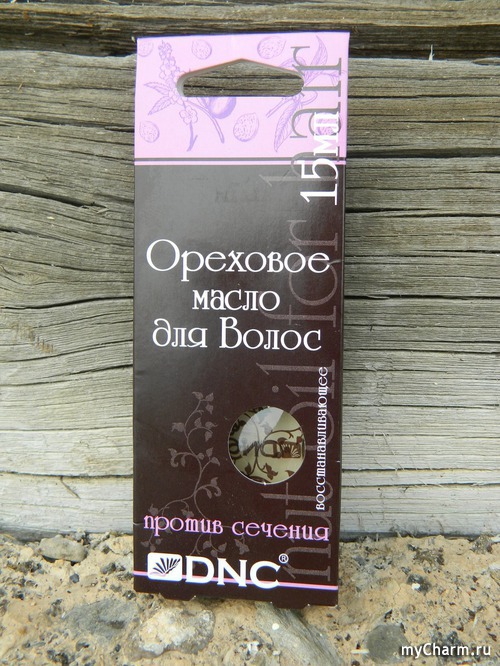 15мл
nut oil for hair
Ореховое
масло
для Волос
восстанавливающее
против сечения
DNC®
myCharm.ru